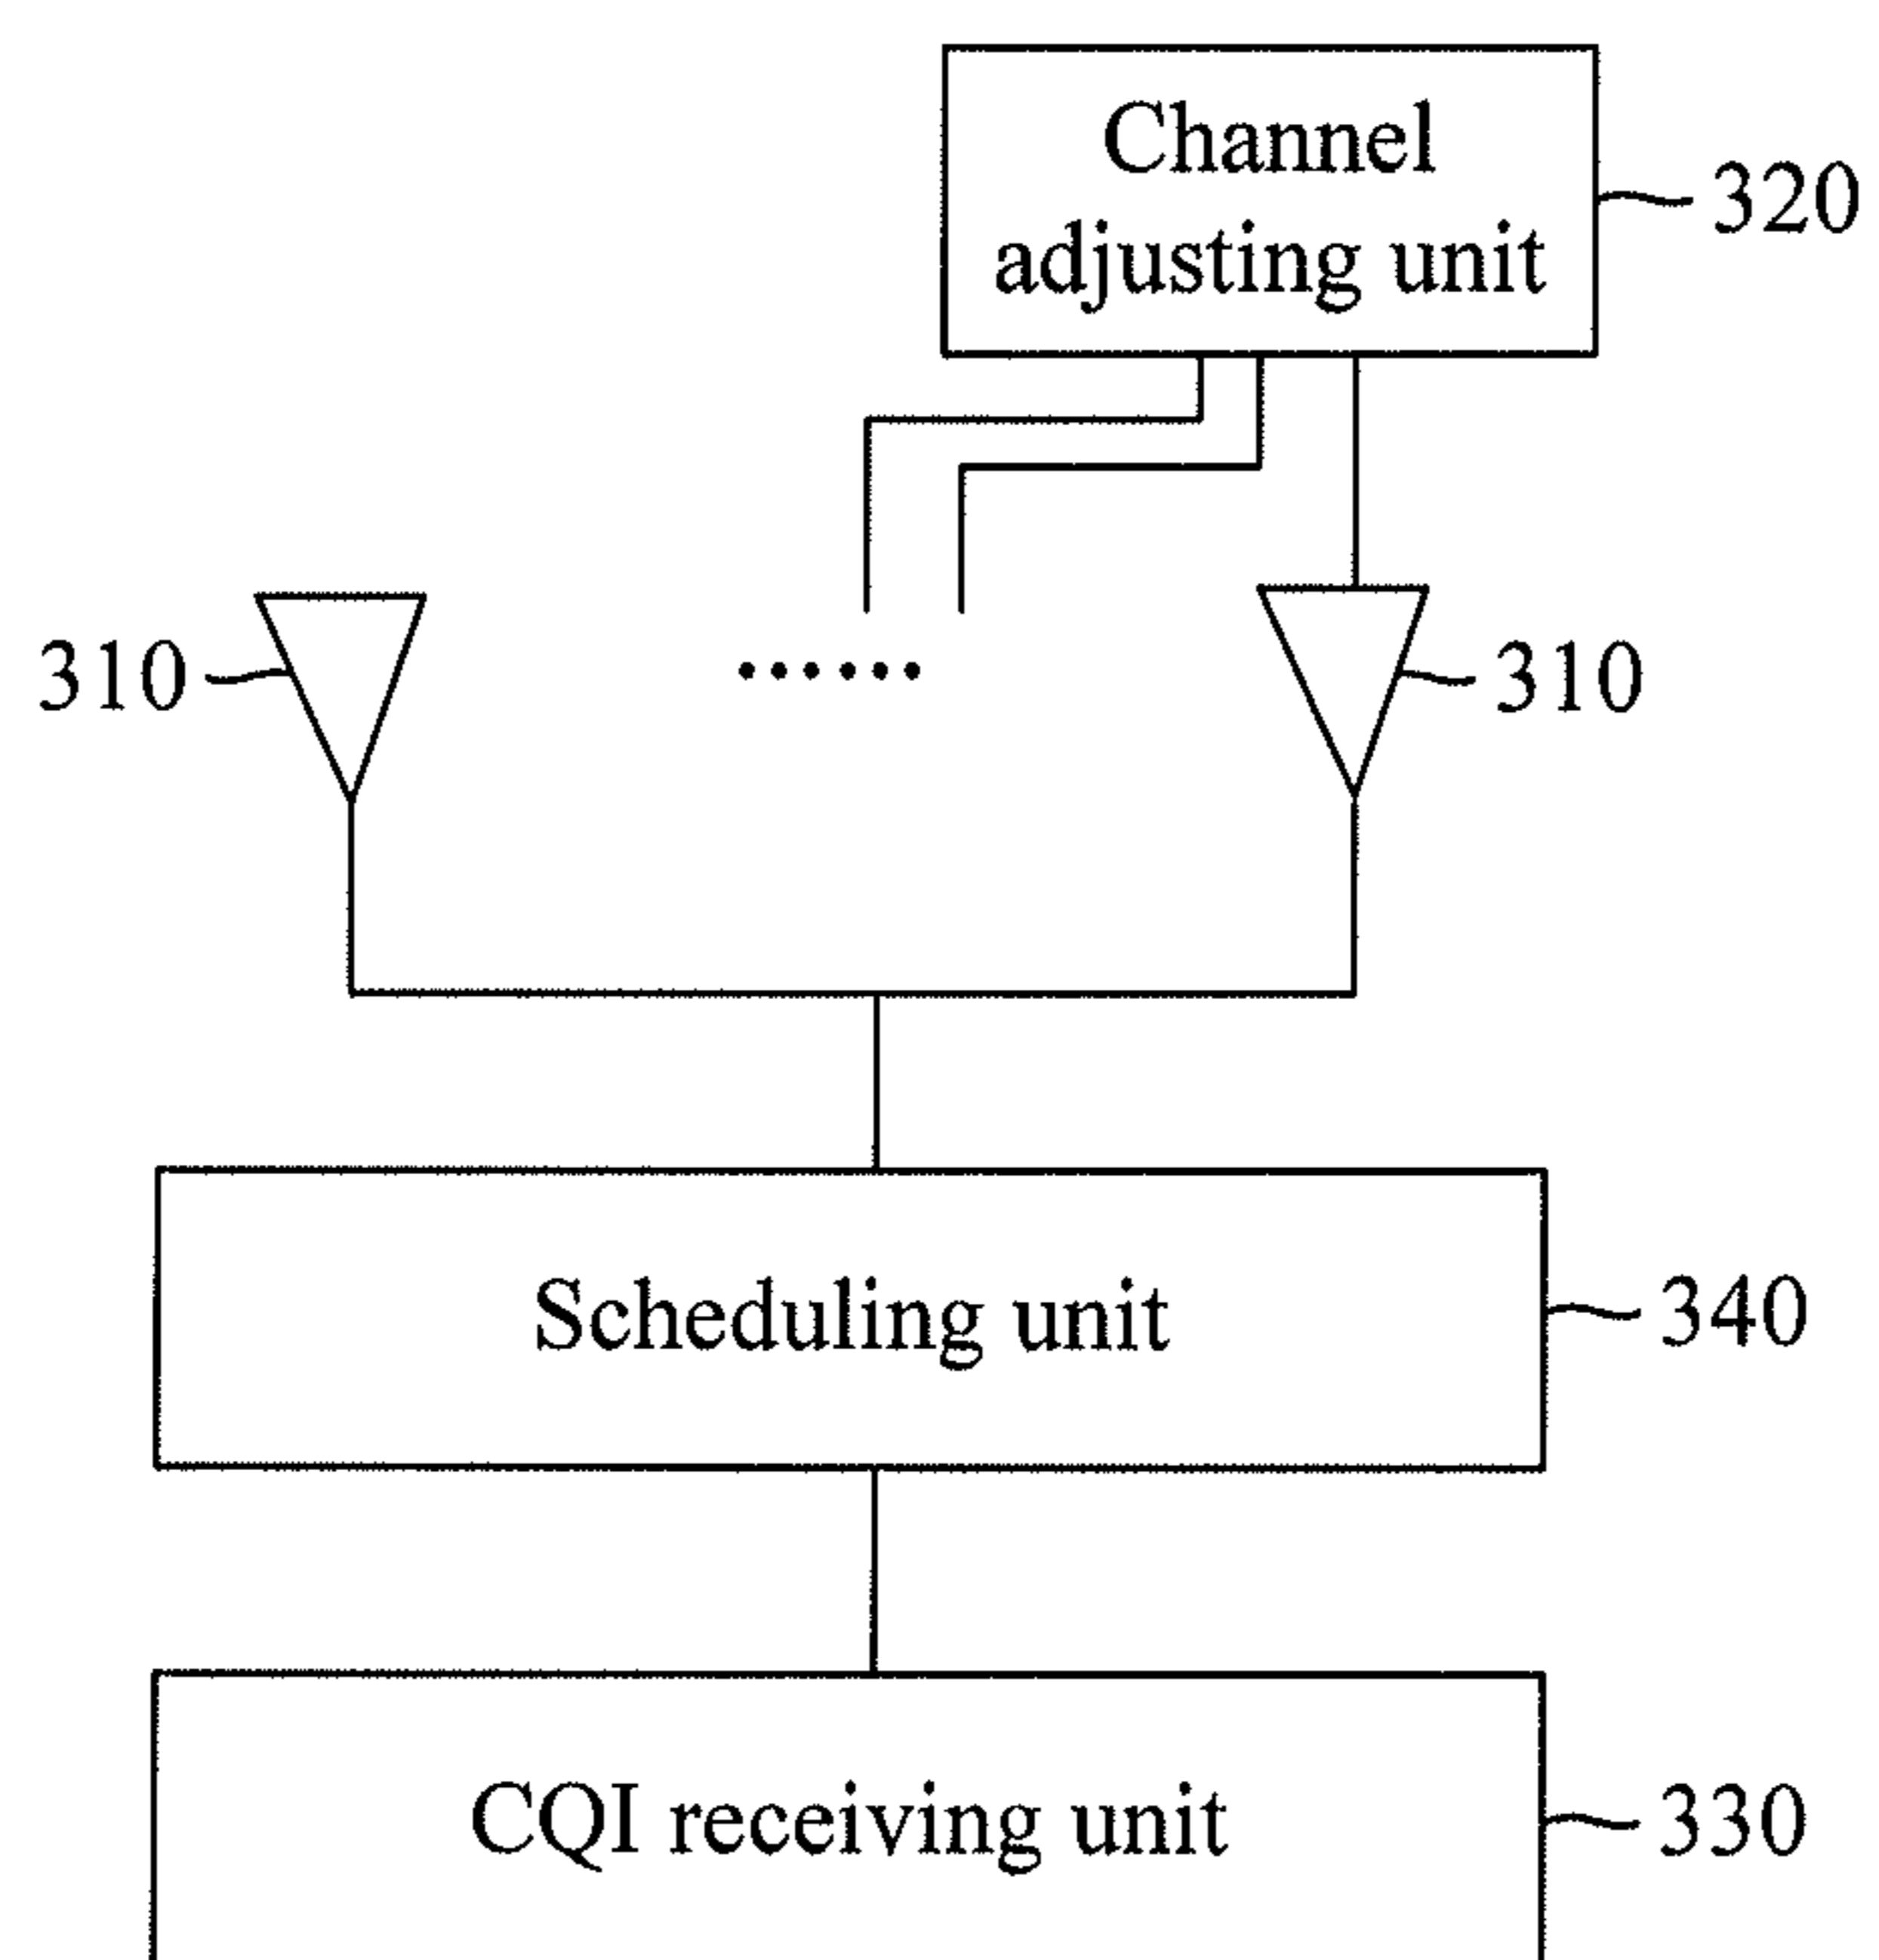 Channel
adjusting unit
320
310
......
310
Scheduling unit
340
CQI receiving unit
330